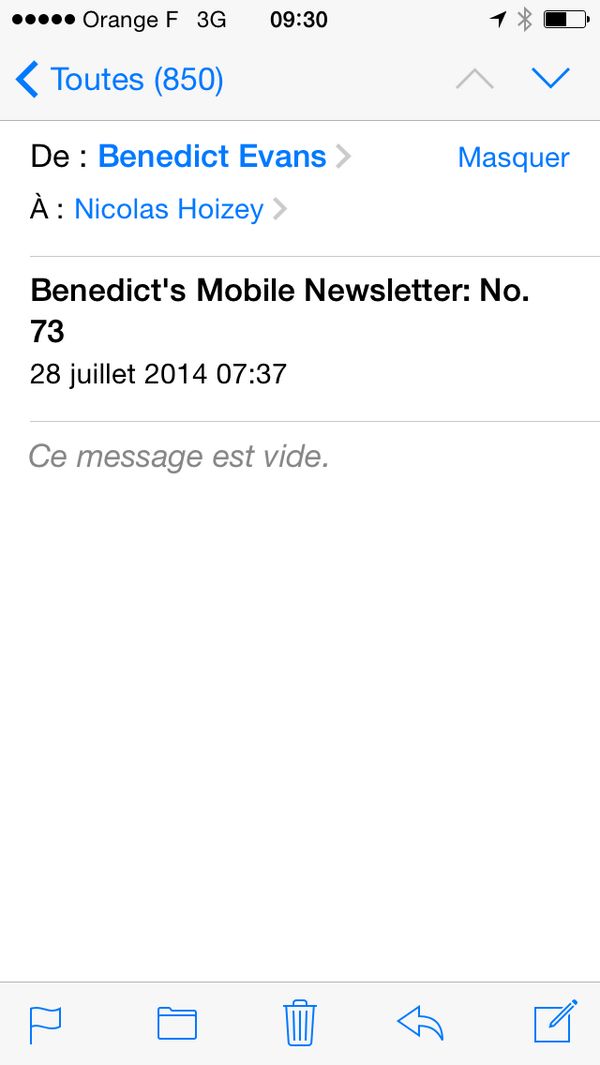 Orange F 3G 09:30
Toutes (850)
De : Benedict Evans Masquer
À : Nicolas Hoizey
Benedict's Mobile Newsletter: No.
73
28 juillet 2014 07:37
Ce message est vide.